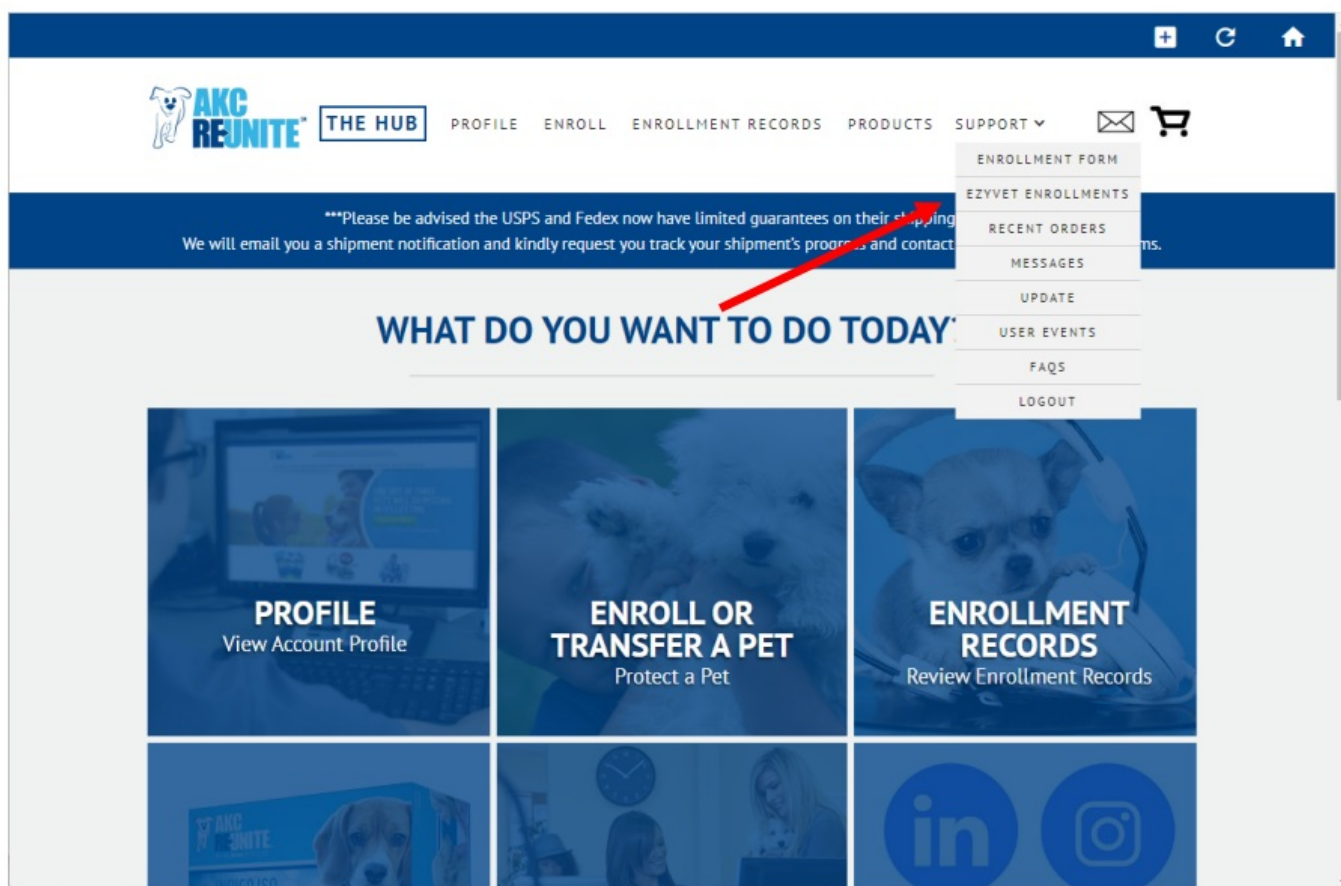 AKC
REUNITE™
THE HUB
PROFILE
ENROLL
ENROLLMENT RECORDS
PRODUCTS
SUPPORT
ENROLLMENT FORM
EZYVET ENROLLMENTS
RECENT ORDERS
MESSAGES
UPDATE
USER EVENTS
FAQS
LOGOUT
***Please be advised the USPS and Fedex now have limited guarantees on their shipping
We will email you a shipment notification and kindly request you track your shipment's progress and contact ms.
WHAT DO YOU WANT TO DO TODAY?
PROFILE
View Account Profile
ENROLL OR
TRANSFER A PET
Protect a Pet
ENROLLMENT
RECORDS
Review Enrollment Records
AKC
REUNITE
in